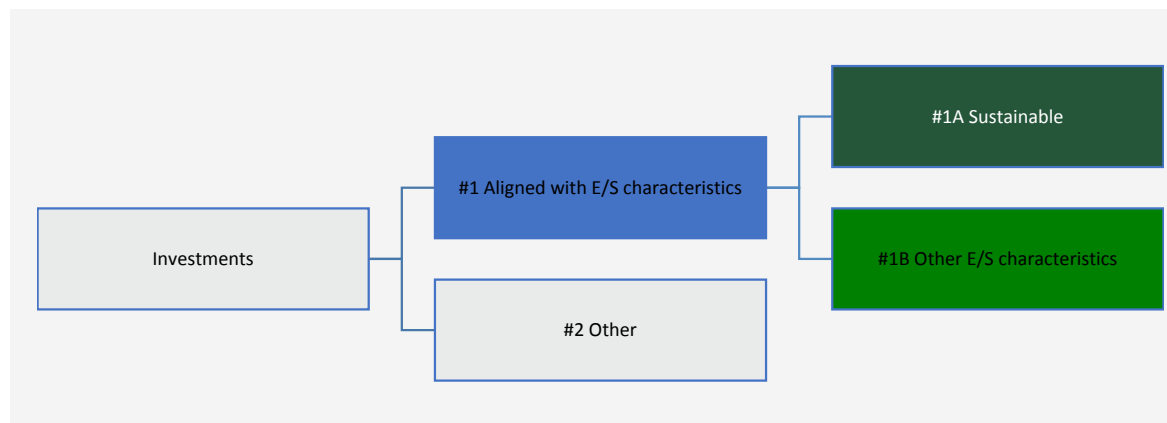 #1A Sustainable
#1 Aligned with E/S characteristics
Investments
#1B Other E/S characteristics
#2 Other